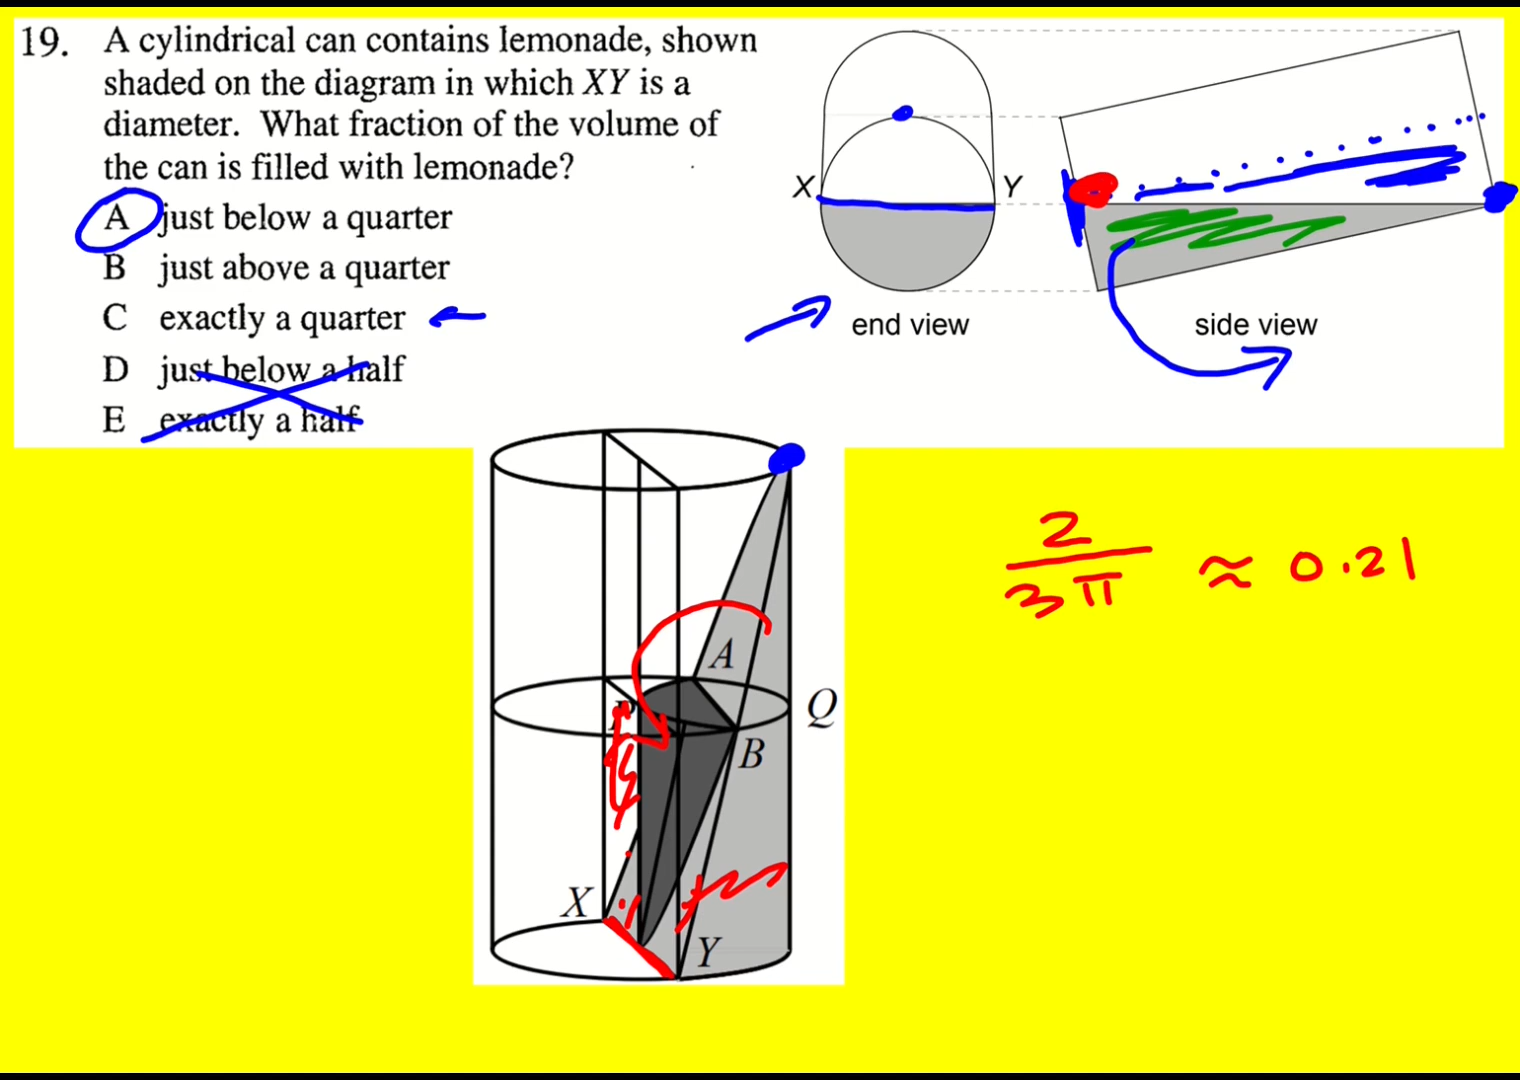 19. A cylindrical can contains lemonade, shown
shaded on the diagram in which XY is a
diameter. What fraction of the volume of
the can is filled with lemonade?
A just below a quarter
B just above a quarter
C exactly a quarter
D just below a half
E exactly a half
X
Y
end view
side view
A
Q
B
X
Y
2
3π ≈ 0.21